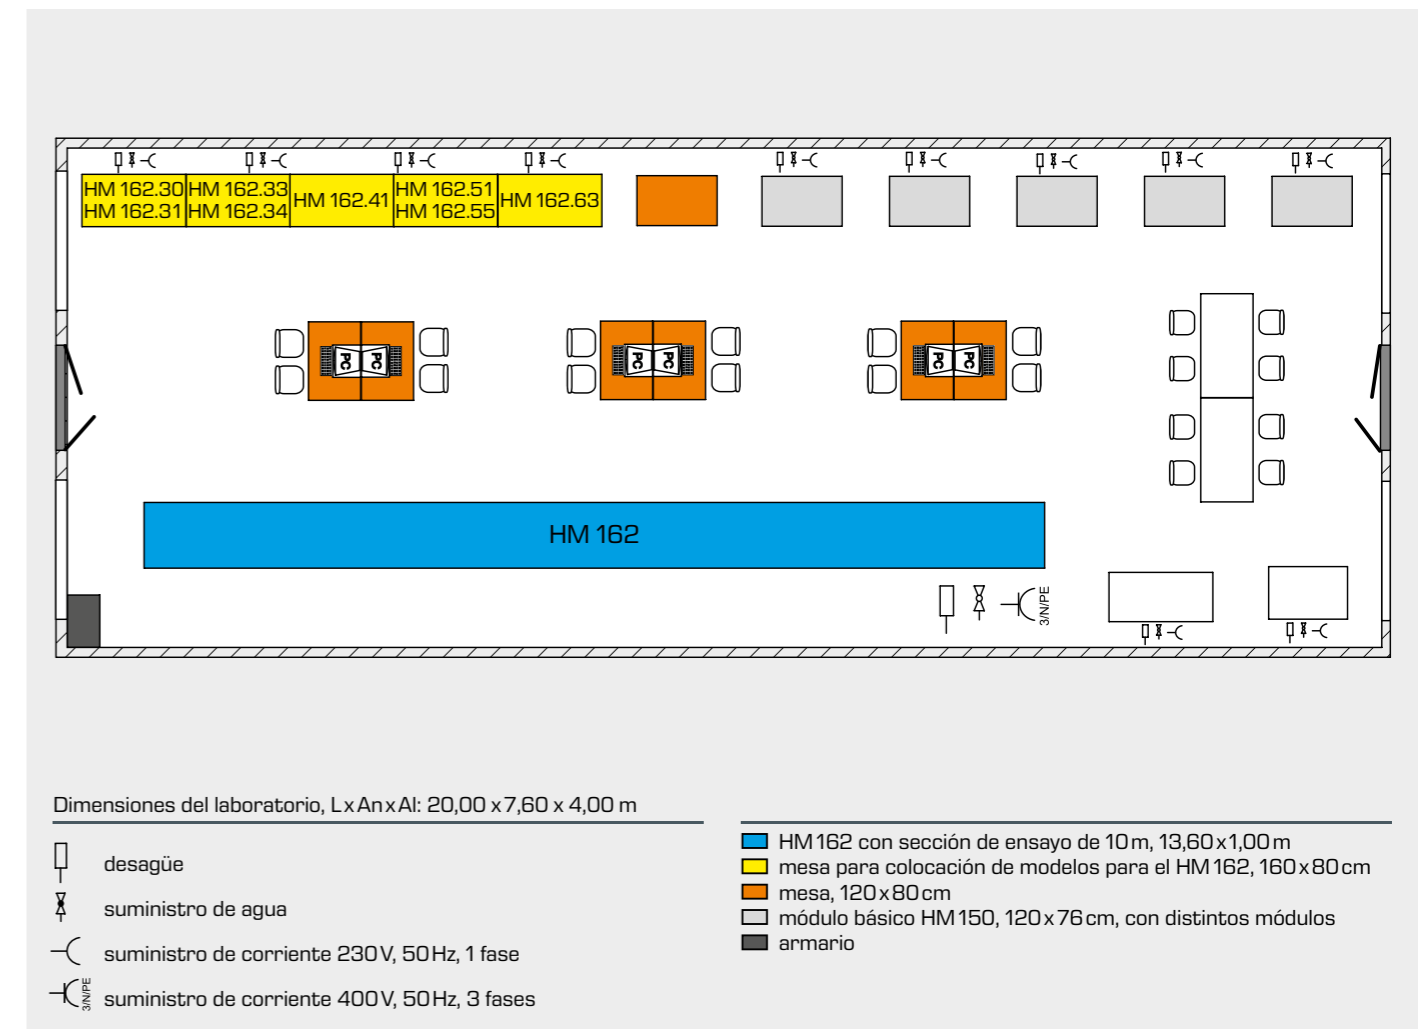 HM 162.30
HM 162.31
HM 162.33
HM 162.34
HM 162.41
HM 162.51
HM 162.55
HM 162.63
PC PC
PC PC
PC PC
HM 162
3/N/PE
Dimensiones del laboratorio, L x An x Al: 20,00 x 7,60 x 4,00 m
desagüe
suministro de agua
suministro de corriente 230 V, 50 Hz, 1 fase
3/N/PE
suministro de corriente 400 V, 50 Hz, 3 fases
HM 162 con sección de ensayo de 10 m, 13,60 x 1,00 m
mesa para colocación de modelos para el HM 162, 160 x 80 cm
mesa, 120 x 80 cm
módulo básico HM 150, 120 x 76 cm, con distintos módulos
armario